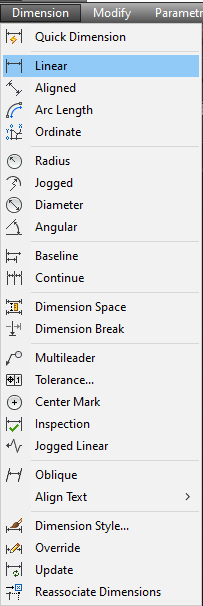 Dimension Modify Parametr
Quick Dimension
Linear
Aligned
Arc Length
Ordinate
Radius
Jogged
Diameter
Angular
Baseline
Continue
Dimension Space
Dimension Break
Multileader
Tolerance...
Center Mark
Inspection
Jogged Linear
Oblique
Align Text
Dimension Style...
Override
Update
Reassociate Dimensions